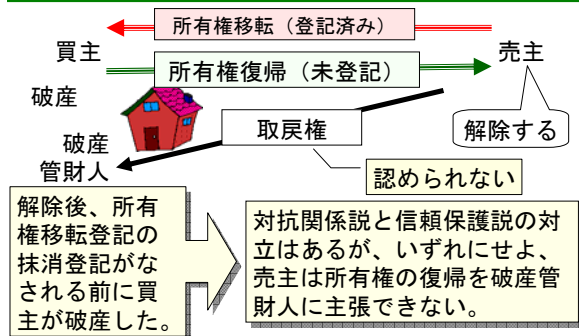 所有権移転（登記済み）
買主
売主
所有権復帰（未登記）
破産
解除する
取戻権
破産
管財人
認められない
解除後、所有
権移転登記の
抹消登記がな
される前に買
主が破産した。
対抗関係説と信頼保護説の対
立はあるが、いずれにせよ、
売主は所有権の復帰を破産管
財人に主張できない。